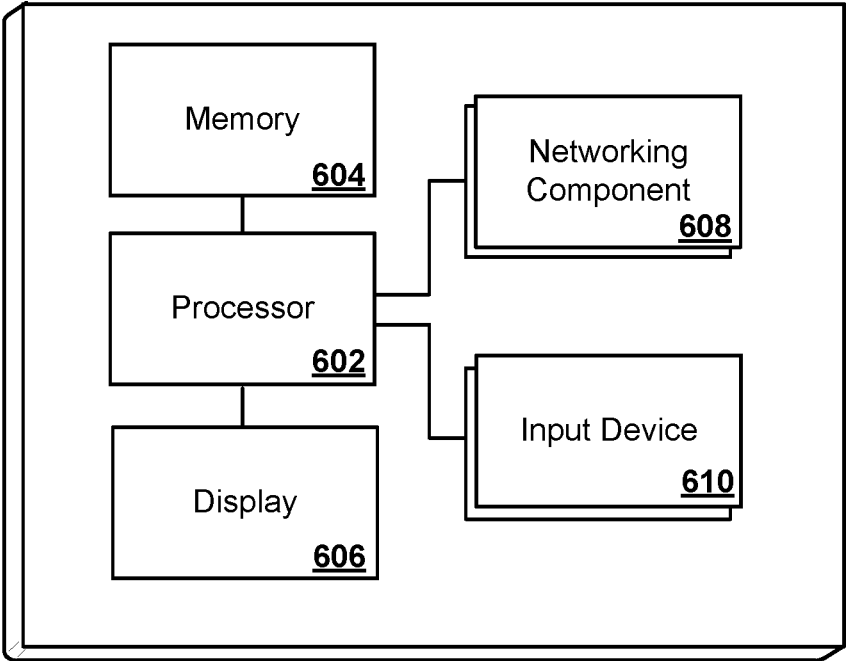 Memory
604
Networking
Component
608
Processor
602
Input Device
610
Display
606